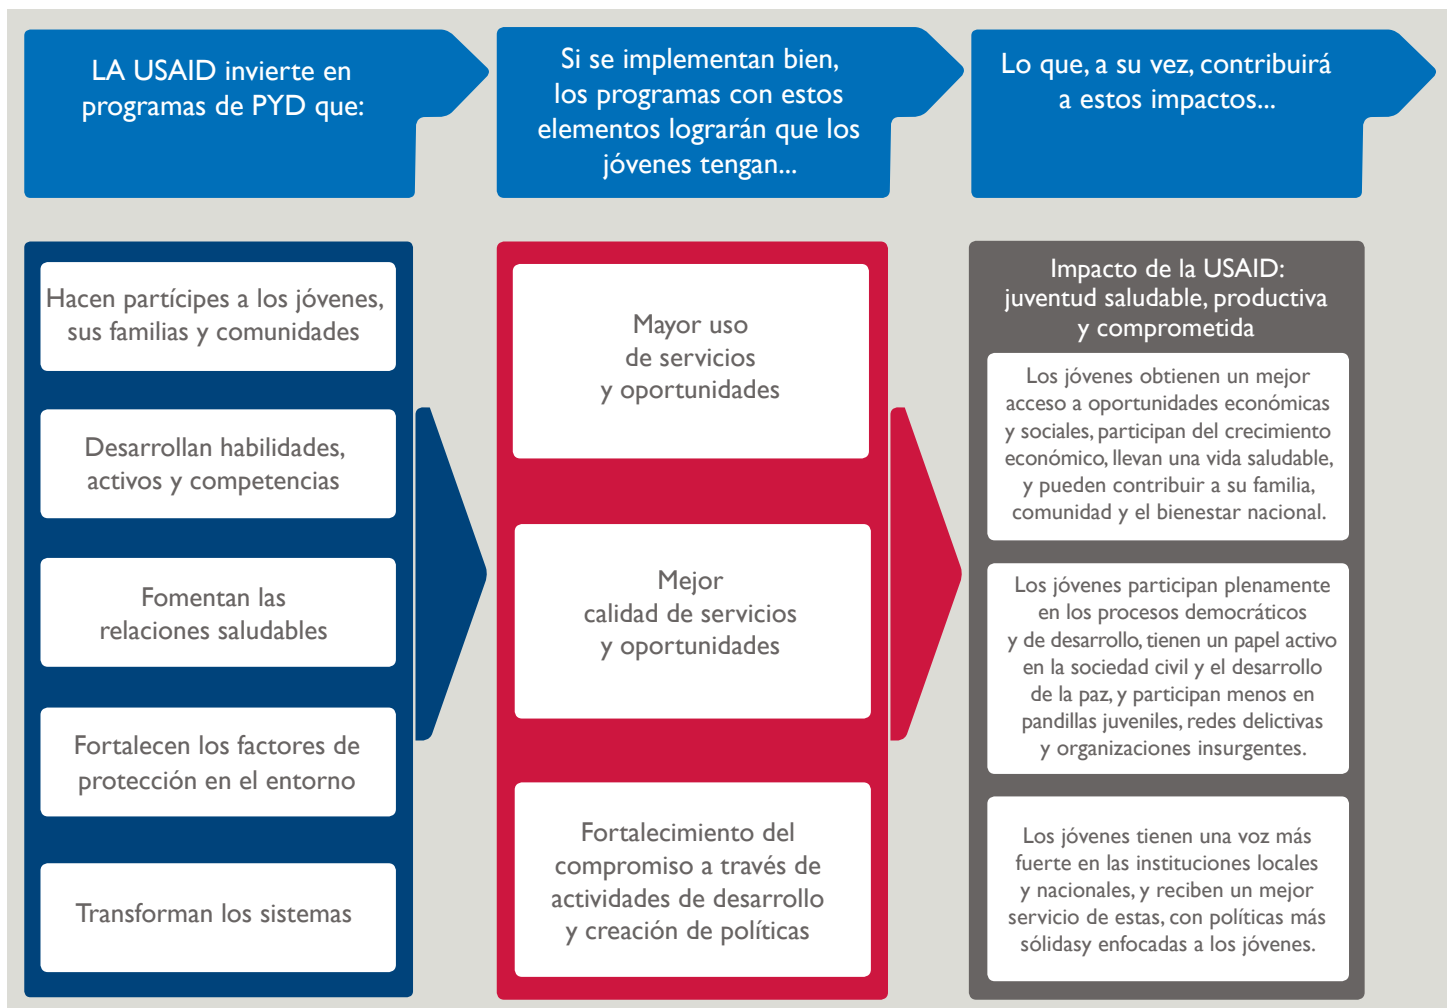 LA USAID invierte en
programas de PYD que:
Si se implementan bien,
los programas con estos
elementos lograrán que los
jóvenes tengan...
Lo que, a su vez, contribuirá
a estos impactos...
Hacen partícipes a los jóvenes,
sus familias y comunidades
Desarrollan habilidades,
activos y competencias
Fomentan las
relaciones saludables
Fortalecen los factores de
protección en el entorno
Transforman los sistemas
Mayor uso
de servicios
y oportunidades
Mejor
calidad de servicios
y oportunidades
Fortalecimiento del
compromiso a través de
actividades de desarrollo
y creación de políticas
Impacto de la USAID:
juventud saludable, productiva
y comprometida
Los jóvenes obtienen un mejor
acceso a oportunidades económicas
y sociales, participan del crecimiento
económico, llevan una vida saludable,
y pueden contribuir a su familia,
comunidad y el bienestar nacional.
Los jóvenes participan plenamente
en los procesos democráticos
y de desarrollo, tienen un papel activo
en la sociedad civil y el desarrollo
de la paz, y participan menos en
pandillas juveniles, redes delictivas
y organizaciones insurgentes.
Los jóvenes tienen una voz más
fuerte en las instituciones locales
y nacionales, y reciben un mejor
servicio de estas, con políticas más
sólidasy enfocadas a los jóvenes.